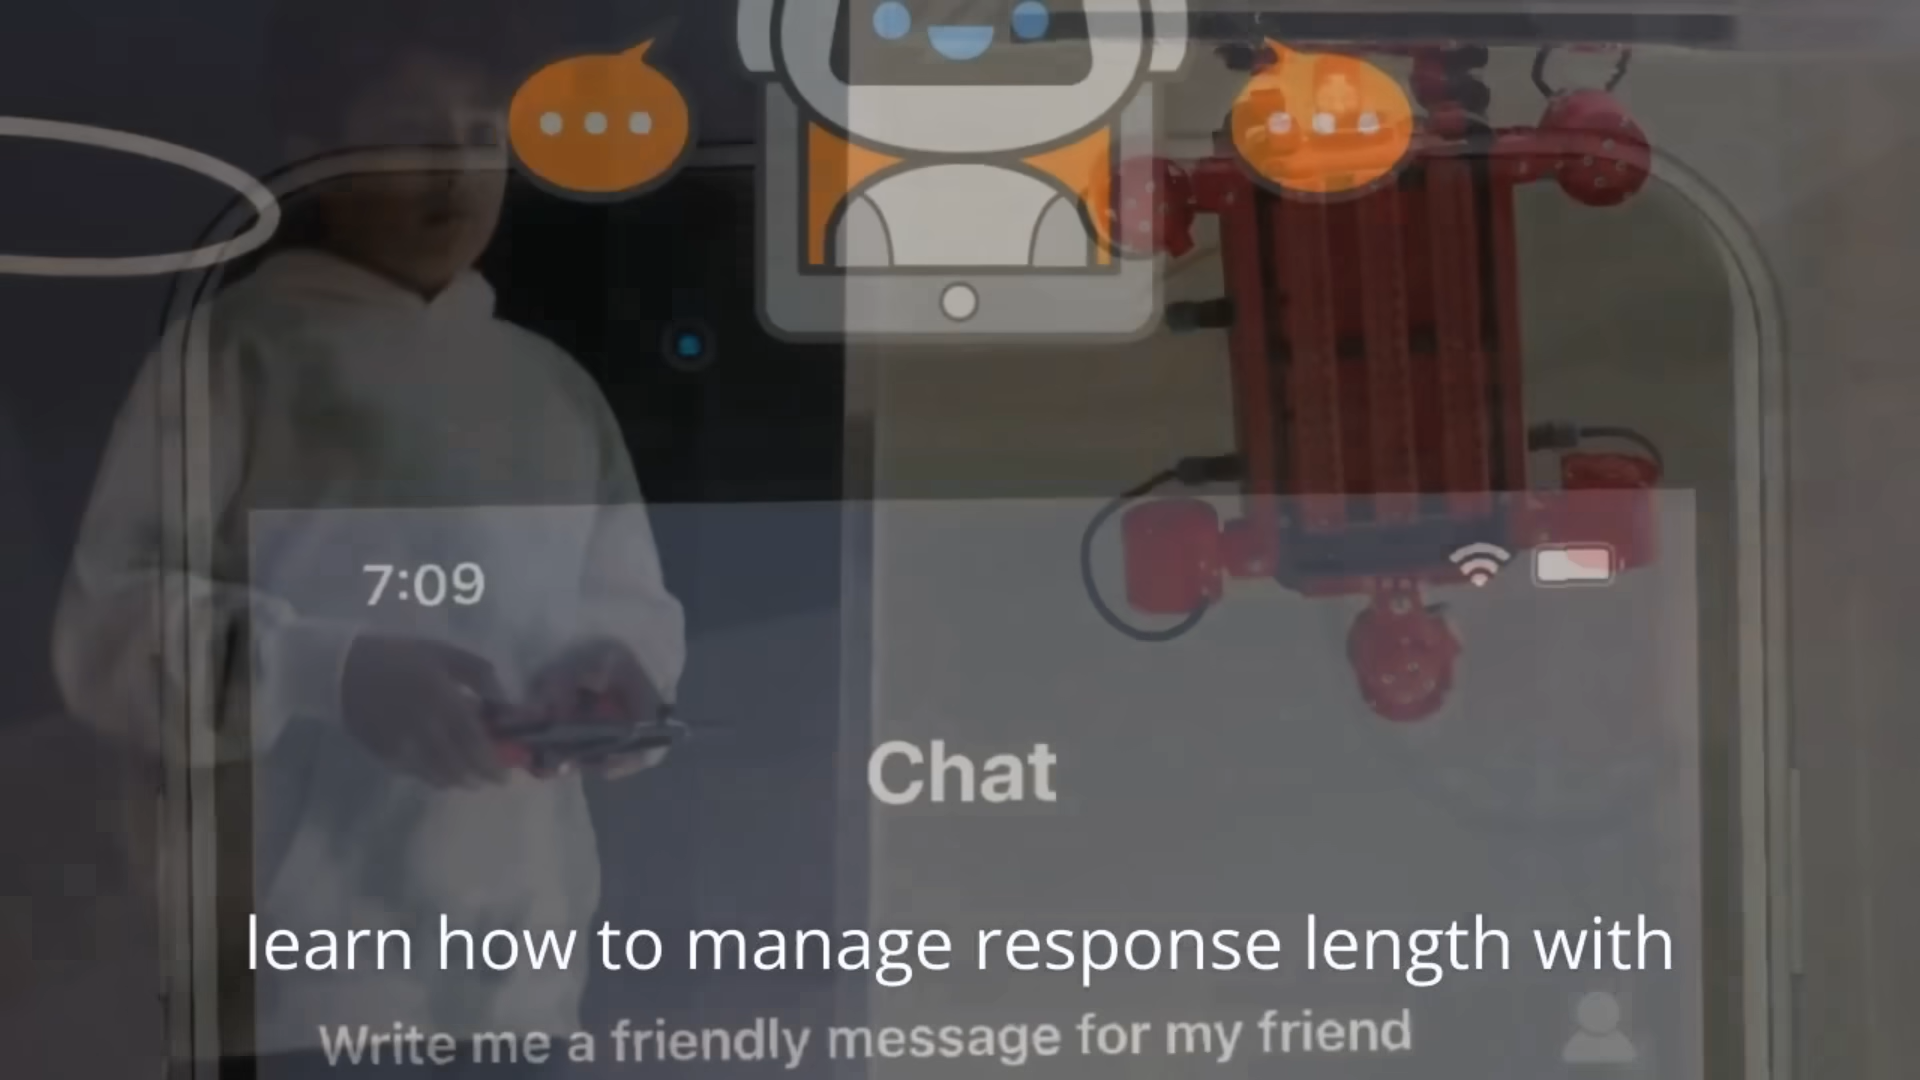 7:09
Chat
learn how to manage response length with
Write me a friendly message for my friend